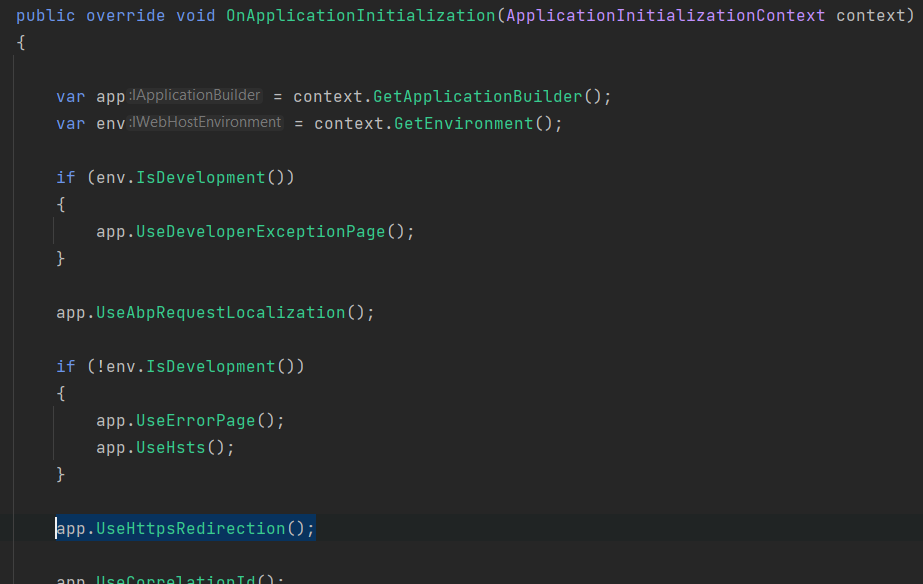 public override void OnApplicationInitialization(ApplicationInitializationContext context)
{
var app :IApplicationBuilder = context.GetApplicationBuilder();
var env :IWebHostEnvironment = context.GetEnvironment();
if (env.IsDevelopment())
{
app.UseDeveloperExceptionPage();
}
app.UseAbpRequestLocalization();
if (!env.IsDevelopment())
{
app.UseErrorPage();
app.UseHsts();
}
app.UseHttpsRedirection();
app.UseCorrelationId();